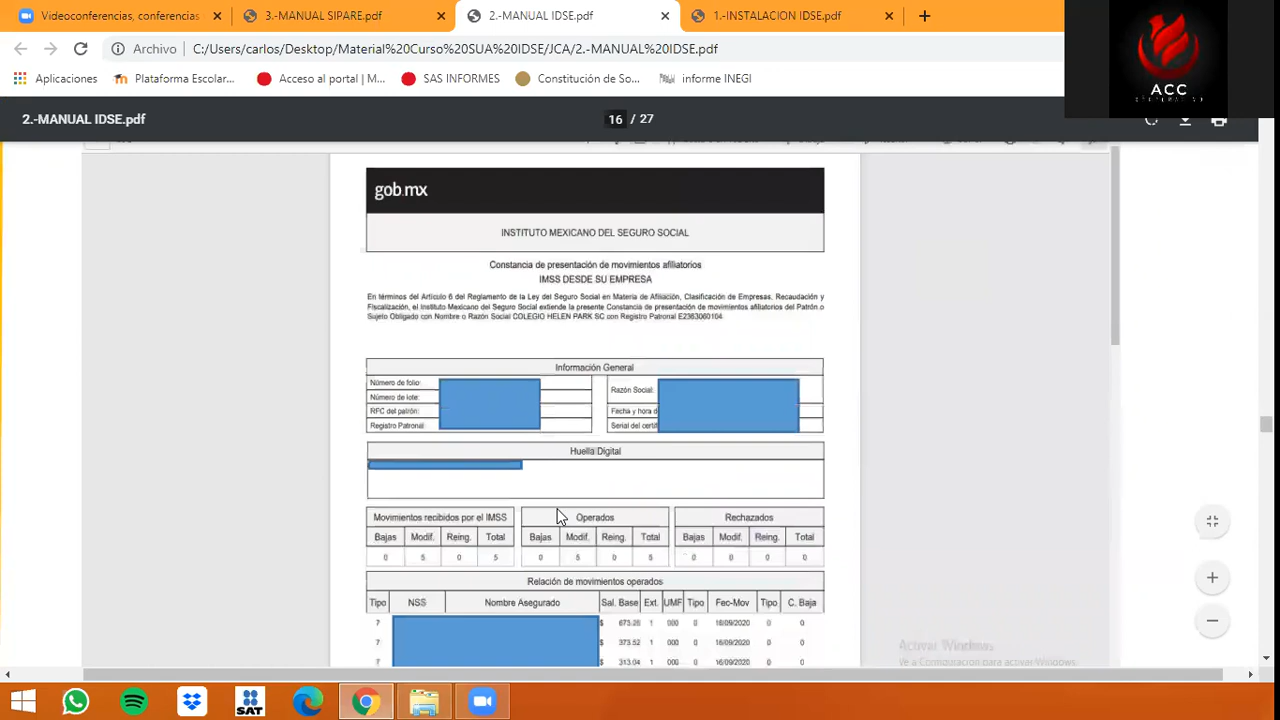 Videoconferencias, conferencias
3.-MANUAL SIPARE.pdf
2.-MANUAL IDSE.pdf
1.-INSTALACION IDSE.pdf
Archivo
C:/Users/carlos/Desktop/Material%20Curso%20SUA%20IDSE/JCA/2.-MANUAL%20IDSE.pdf
Aplicaciones
Plataforma Escolar...
Acceso al portal | M...
SAS INFORMES
Constitución de So...
informe INEGI
ACC
2.-MANUAL IDSE.pdf
16 / 27
gob.mx
INSTITUTO MEXICANO DEL SEGURO SOCIAL
Constancia de presentación de movimientos afiliatorios
IMSS DESDE SU EMPRESA
En términos del Artículo 6 del Reglamento de la Ley del Seguro Social en Materia de Afiliación, Clasificación de Empresas, Recaudación y
Fiscalización, el Instituto Mexicano del Seguro Social extiende la presente Constancia de presentación de movimientos afiliatorios del Patrón o
Sujeto Obligado con Nombre o Razón Social COLEGIO HELEN PARK SC con Registro Patronal E2363060104
Información General
Número de folio:
Número de lote:
RFC del patrón:
Registro Patronal:
Razón Social:
Fecha y hora d
Serial del certif
Huella Digital
Movimientos recibidos por el IMSS
Operados
Rechazados
Bajas Modif. Reing. Total Bajas Modif. Reing. Total Bajas Modif. Reing. Total
0 5 0 5 0 5 0 5 0 0 0 0
Relación de movimientos operados
Tipo NSS Nombre Asegurado Sal. Base Ext. UMF Tipo Fec-Mov Tipo C. Baja
7 $ 673.26 1 000 0 18/09/2020 0 0
7 $ 373.52 1 000 0 16/09/2020 0 0
7 $ 313.04 1 000 0 16/09/2020 0 0
Activar Windows
Ve a Configuración para activar Windows.
SAT